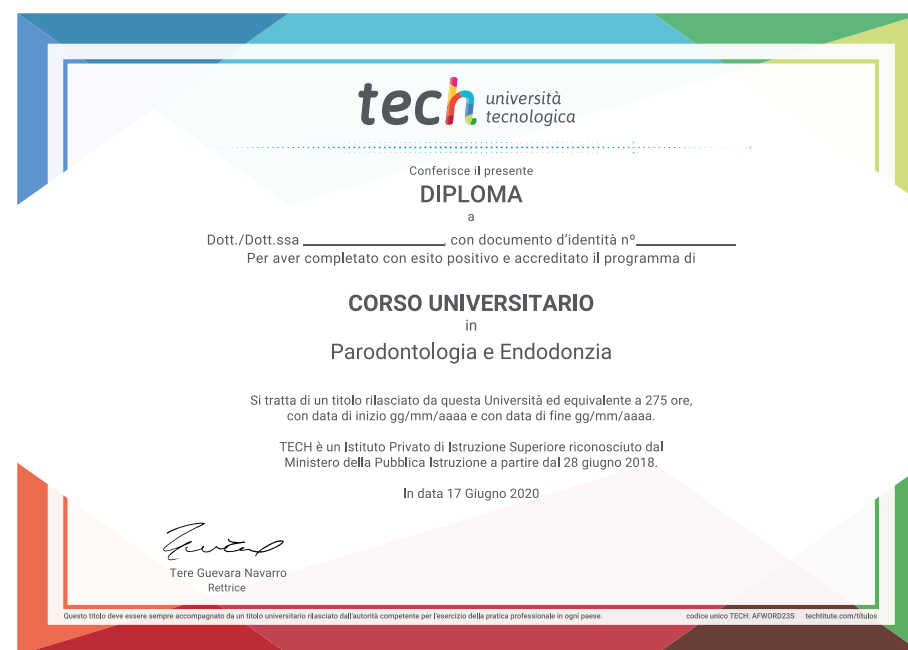 tech università
tecnologica
Conferisce il presente
DIPLOMA
a
Dott./Dott.ssa ____________________, con documento d'identità nº______________
Per aver completato con esito positivo e accreditato il programma di
CORSO UNIVERSITARIO
in
Parodontologia e Endodonzia
Si tratta di un titolo rilasciato da questa Università ed equivalente a 275 ore,
con data di inizio gg/mm/aaaa e con data di fine gg/mm/aaaa.
TECH è un Istituto Privato di Istruzione Superiore riconosciuto dal
Ministero della Pubblica Istruzione a partire dal 28 giugno 2018.
In data 17 Giugno 2020
Tere Guevara Navarro
Rettrice
Questo titolo deve essere sempre accompagnato da un titolo universitario rilasciato dall'autorità competente per l'esercizio della pratica professionale in ogni paese. codice unico TECH: AFWORD23S techtitute.com/titulos